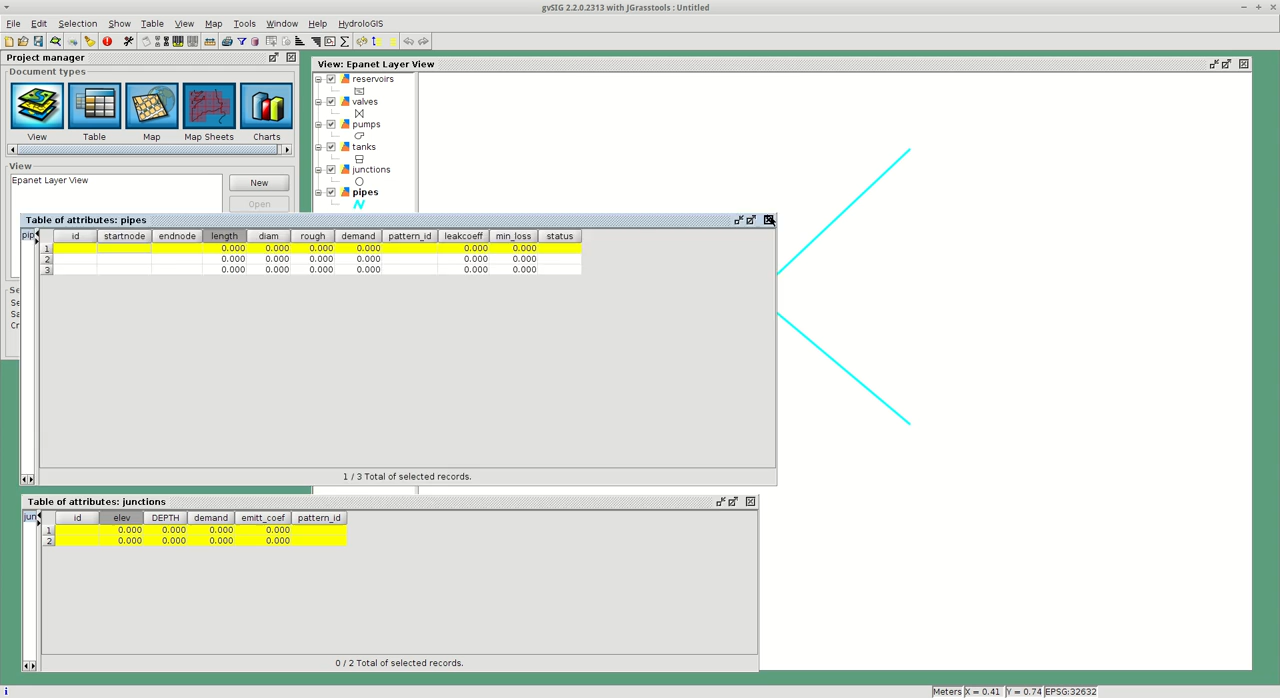 gvSIG 2.2.0.2313 with JGrasstools : Untitled
File Edit Selection Show Table View Map Tools Window Help HydroloGIS
Project manager
Document types
View Table Map Map Sheets Charts
View
Epanet Layer View
New
Open
View: Epanet Layer View
reservoirs
valves
pumps
tanks
junctions
pipes
Table of attributes: pipes
pip
id startnode endnode length diam rough demand pattern_id leakcoeff min_loss status
1 0.000 0.000 0.000 0.000 0.000 0.000
2 0.000 0.000 0.000 0.000 0.000 0.000
3 0.000 0.000 0.000 0.000 0.000 0.000
Se
Se
Sa
Cr
1 / 3 Total of selected records.
Table of attributes: junctions
jun
id elev DEPTH demand emitt_coef pattern_id
1 0.000 0.000 0.000 0.000
2 0.000 0.000 0.000 0.000
0 / 2 Total of selected records.
Meters X = 0.41 Y = 0.74 EPSG:32632